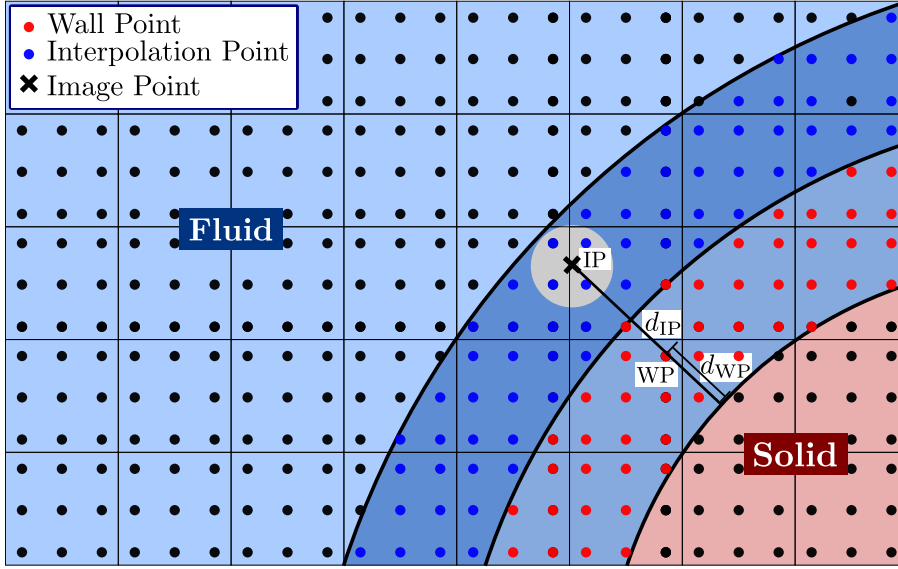 Wall Point
Interpolation Point
Image Point
Fluid
IP
d_IP
WP
d_WP
Solid